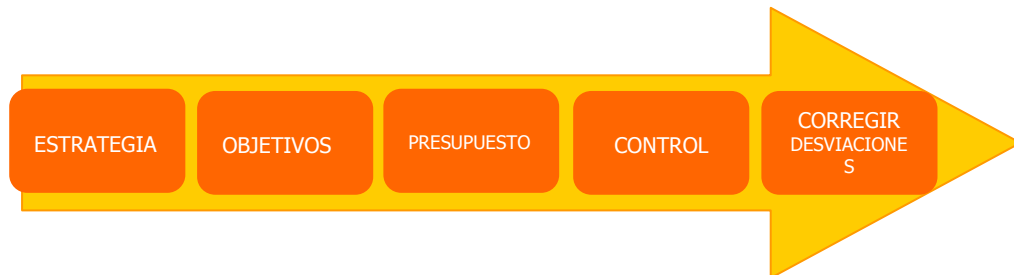 ESTRATEGIA
OBJETIVOS
PRESUPUESTO
CONTROL
CORREGIR
DESVIACIONE
S